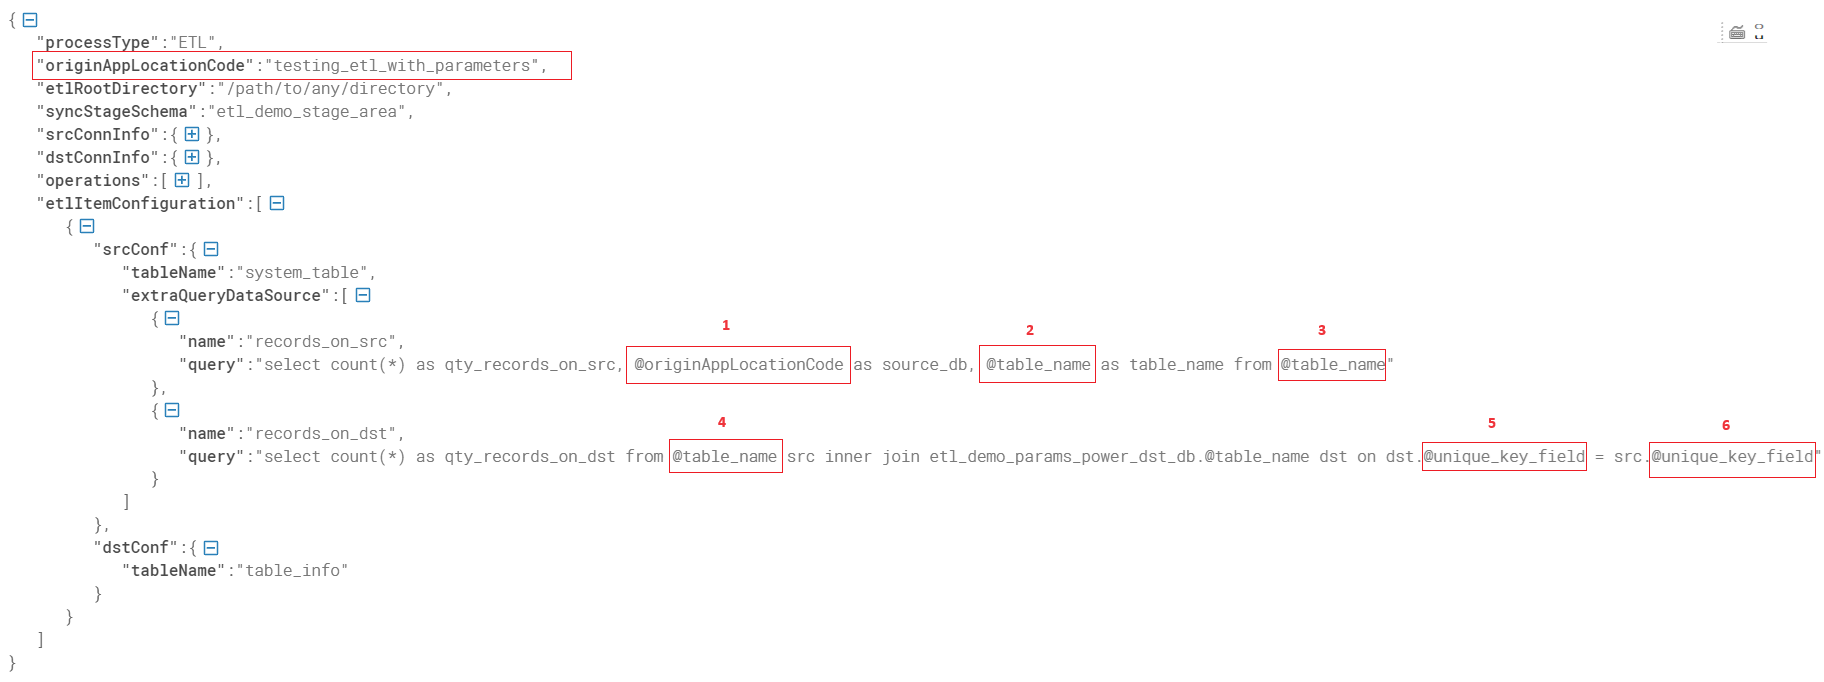 {
"processType":"ETL",
"originAppLocationCode":"testing_etl_with_parameters",
"etlRootDirectory":"/path/to/any/directory",
"syncStageSchema":"etl_demo_stage_area",
"srcConnInfo":{ },
"dstConnInfo":{ },
"operations":[ ],
"etlItemConfiguration":[
{
"srcConf":{
"tableName":"system_table",
"extraQueryDataSource":[
{
1 2 3
"name":"records_on_src",
"query":"select count(*) as qty_records_on_src, @originAppLocationCode as source_db, @table_name as table_name from @table_name"
},
{
4 5 6
"name":"records_on_dst",
"query":"select count(*) as qty_records_on_dst from @table_name src inner join etl_demo_params_power_dst_db.@table_name dst on dst.@unique_key_field = src.@unique_key_field"
}
]
},
"dstConf":{
"tableName":"table_info"
}
}
]
}